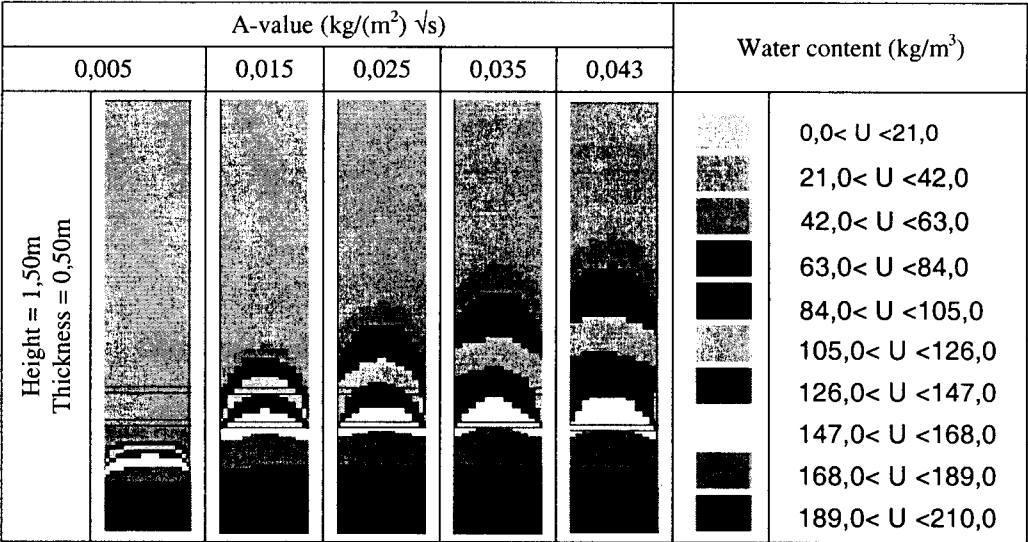 A-value (kg/(m²) √s)
Water content (kg/m³)
0,005
0,015
0,025
0,035
0,043
Height = 1,50m
Thickness = 0,50m
0,0< U <21,0
21,0< U <42,0
42,0< U <63,0
63,0< U <84,0
84,0< U <105,0
105,0< U <126,0
126,0< U <147,0
147,0< U <168,0
168,0< U <189,0
189,0< U <210,0